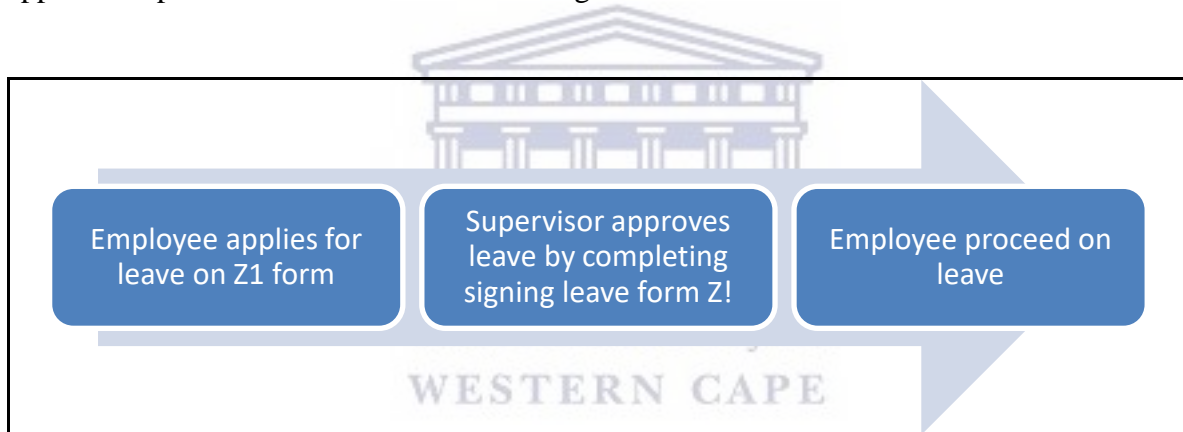 Employee applies for
leave on Z1 form
Supervisor approves
leave by completing
signing leave form Z!
Employee proceed on
leave
WESTERN CAPE